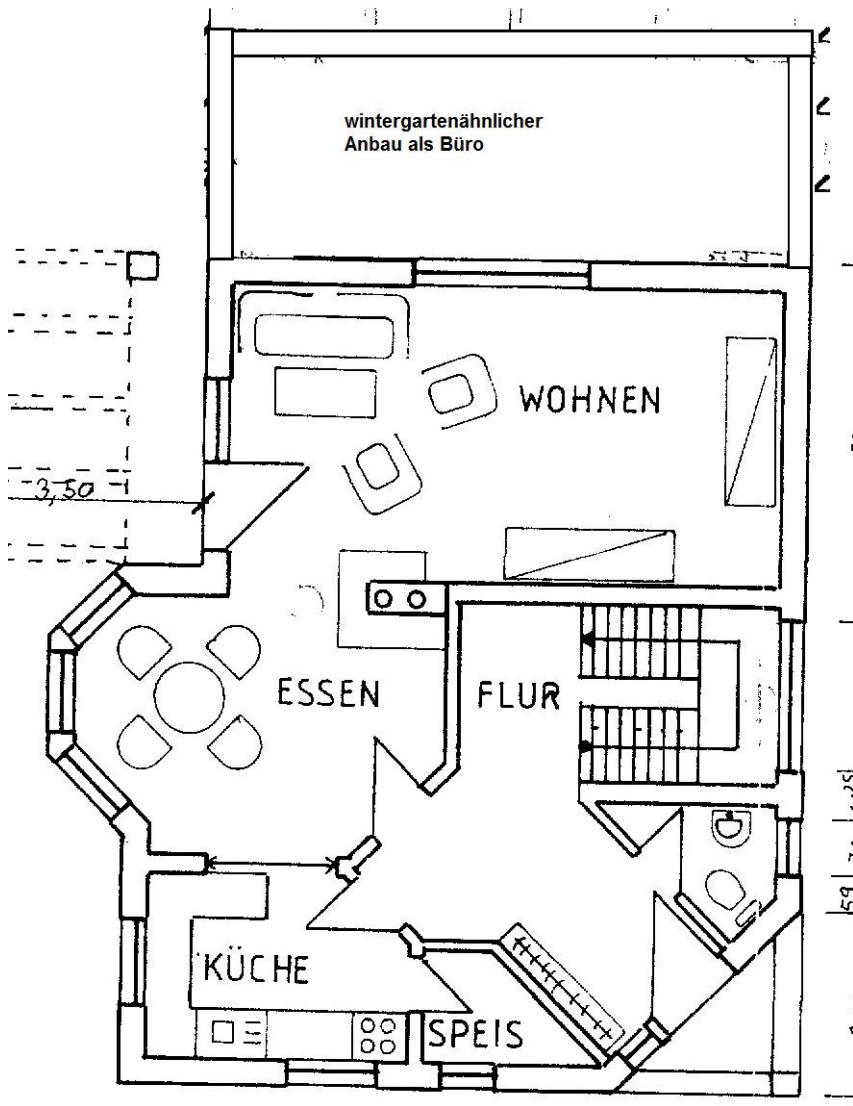 wintergartenähnlicher
Anbau als Büro
WOHNEN
3,50
ESSEN
FLUR
KÜCHE
SPEIS